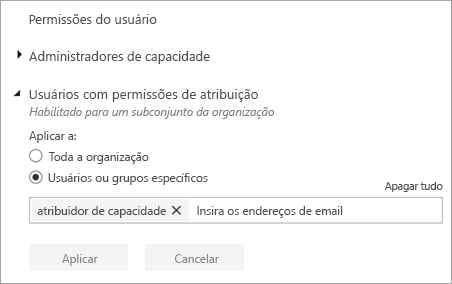 Permissões do usuário
Administradores de capacidade
Usuários com permissões de atribuição
Habilitado para um subconjunto da organização
Aplicar a:
Toda a organização
Usuários ou grupos específicos
Apagar tudo
atribuidor de capacidade Insira os endereços de email
Aplicar Cancelar